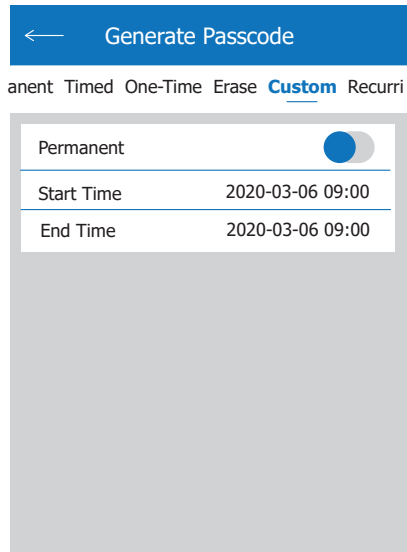 Generate Passcode
anent Timed One-Time Erase Custom Recurri
Permanent
Start Time 2020-03-06 09:00
End Time 2020-03-06 09:00